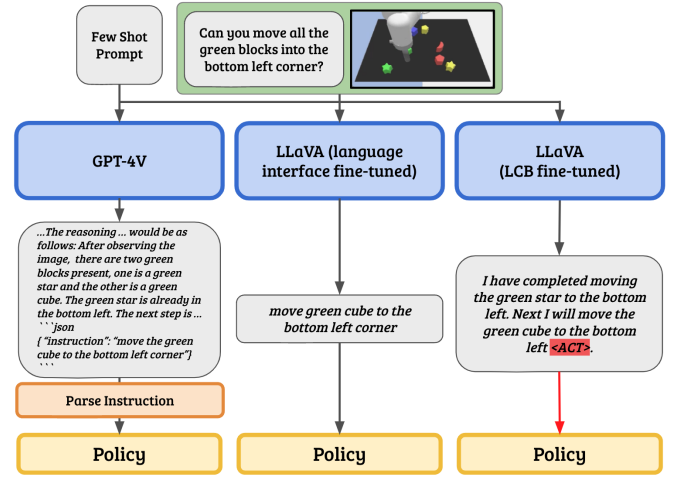 Few Shot
Prompt
Can you move all the
green blocks into the
bottom left corner?
GPT-4V
LLaVA (language
interface fine-tuned)
LLaVA
(LCB fine-tuned)
...The reasoning ... would be as
follows: After observing the
image,  there are two green
blocks present, one is a green
star and the other is a green
cube. The green star is already in
the bottom left. The next step is ...
```json
{ "instruction": "move the green
cube to the bottom left corner"}
```
move green cube to the
bottom left corner
I have completed moving
the green star to the bottom
left. Next I will move the
green cube to the bottom
left <ACT>.
Parse Instruction
Policy
Policy
Policy